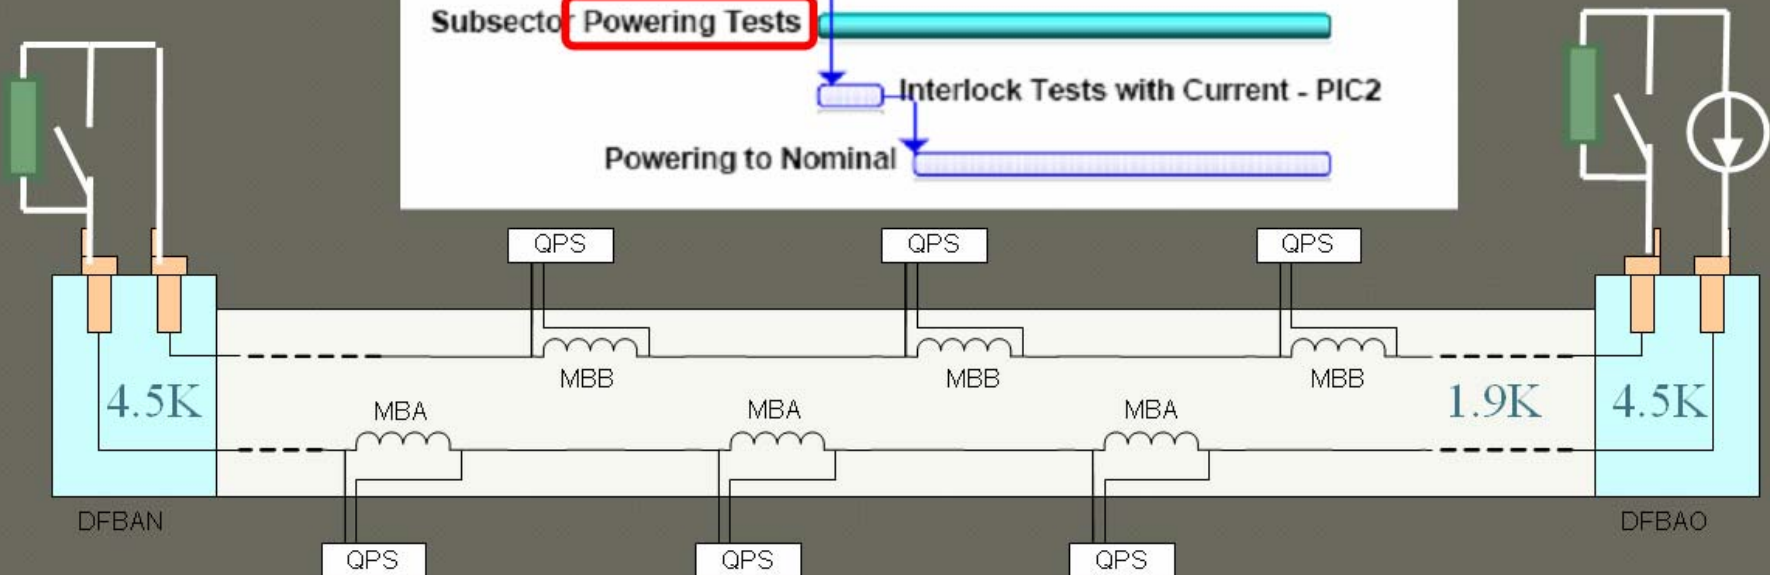 Subsector Powering Tests
Interlock Tests with Current - PIC2
Powering to Nominal
QPS QPS QPS
MBB MBB MBB
4.5K 1.9K 4.5K
MBA MBA MBA
DFBAN DFBAO
QPS QPS QPS